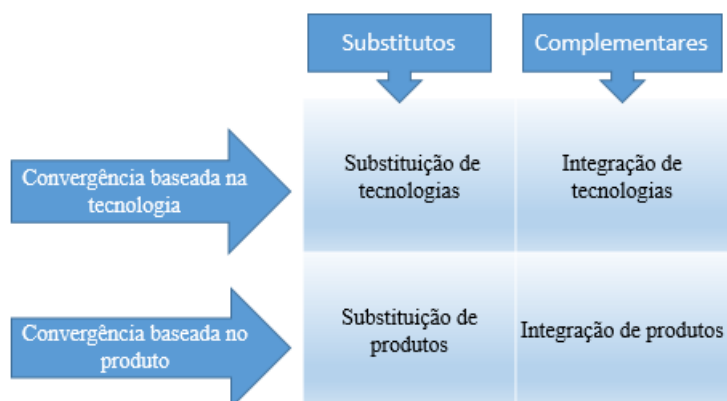 Substitutos
Complementares
Convergência baseada na
tecnologia
Substituição de
tecnologias
Integração de
tecnologias
Convergência baseada no
produto
Substituição de
produtos
Integração de produtos